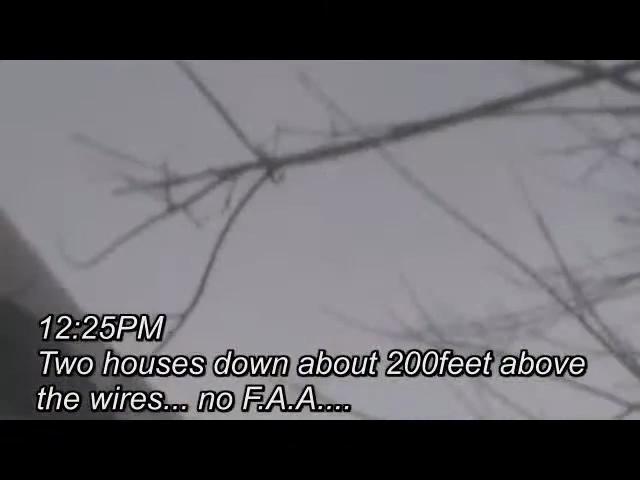 12:25PM
Two houses down about 200feet above
the wires... no F.A.A....